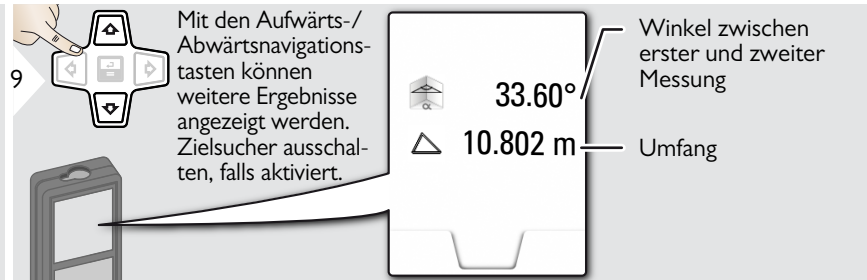 9
Mit den Aufwärts-/
Abwärtsnavigations-
tasten können
weitere Ergebnisse
angezeigt werden.
Zielsucher ausschal-
ten, falls aktiviert.
α
33.60°
10.802 m
Winkel zwischen
erster und zweiter
Messung
Umfang